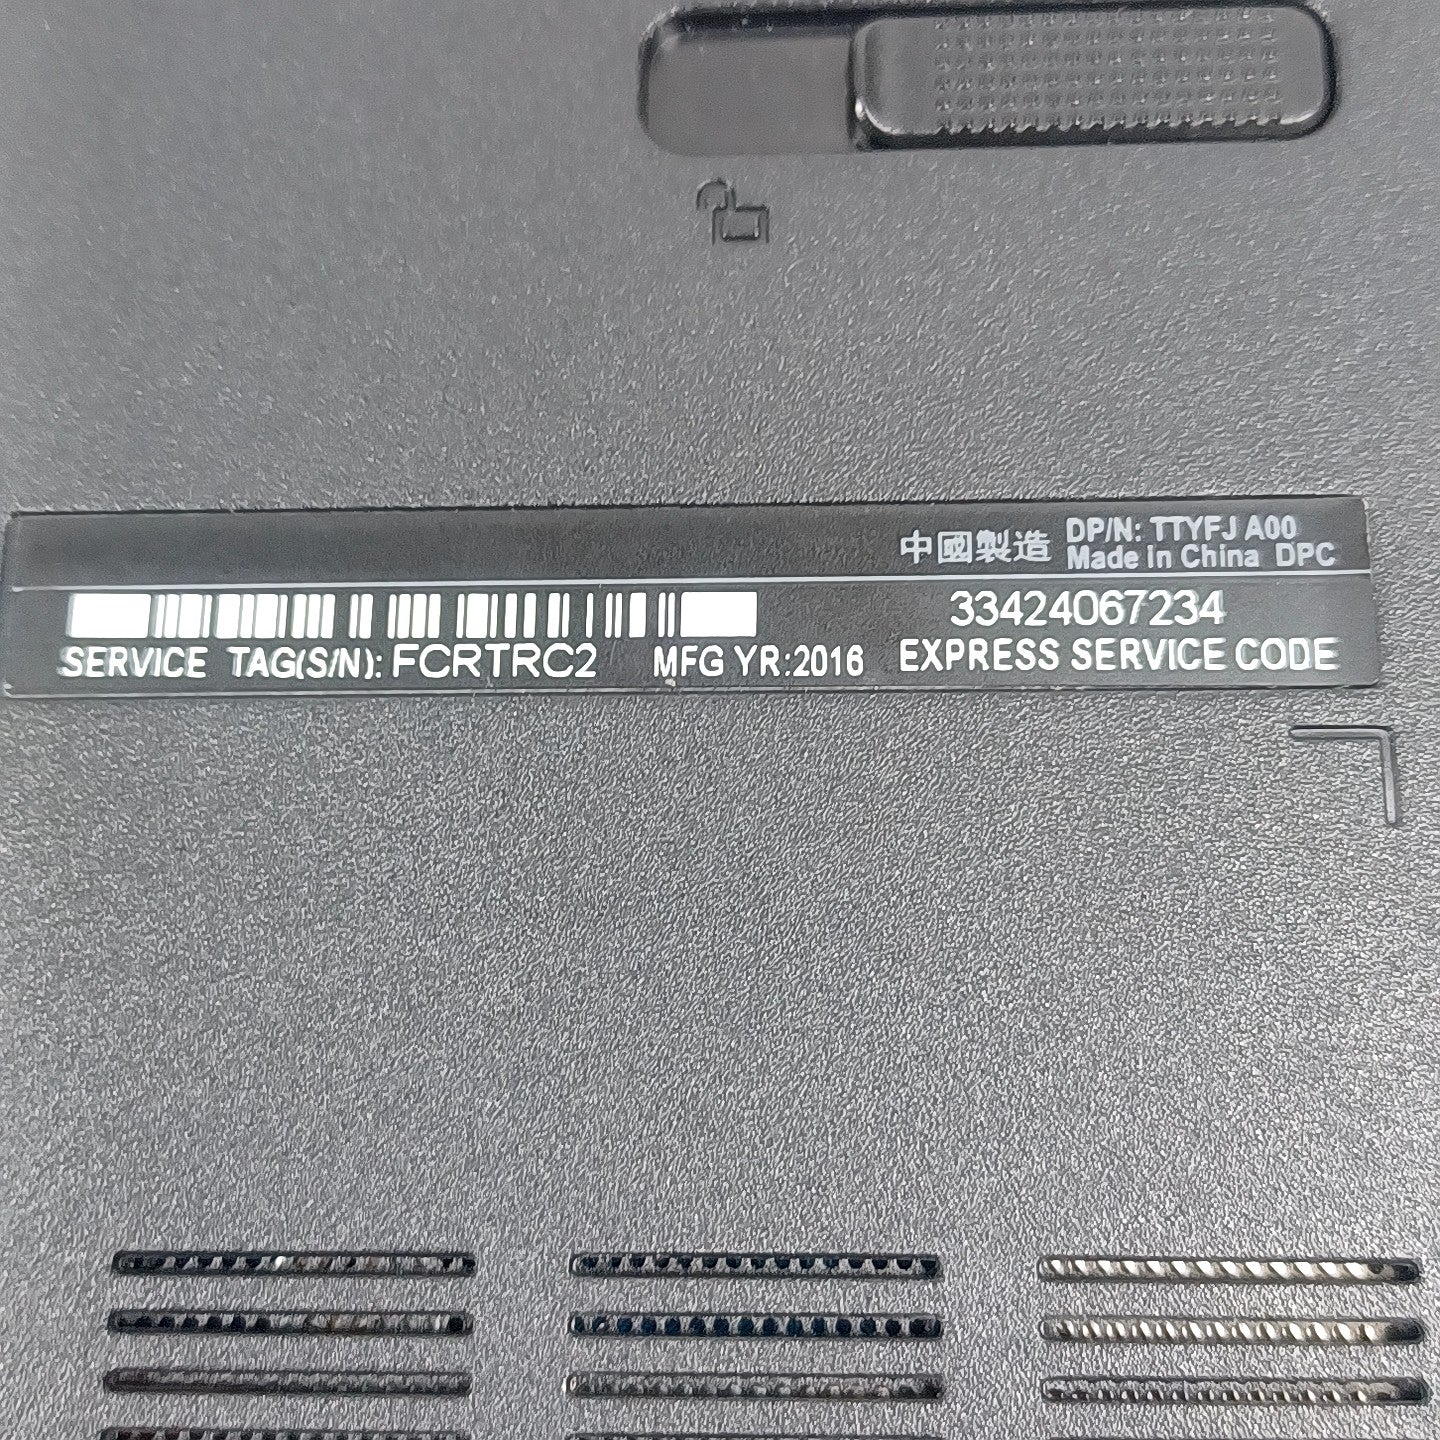 中國製造 DP/N: TTYFJ A00
Made In China DPC
33424067234
SERVICE TAG(S/N): FCRTRC2 MFG YR:2016 EXPRESS SERVICE CODE